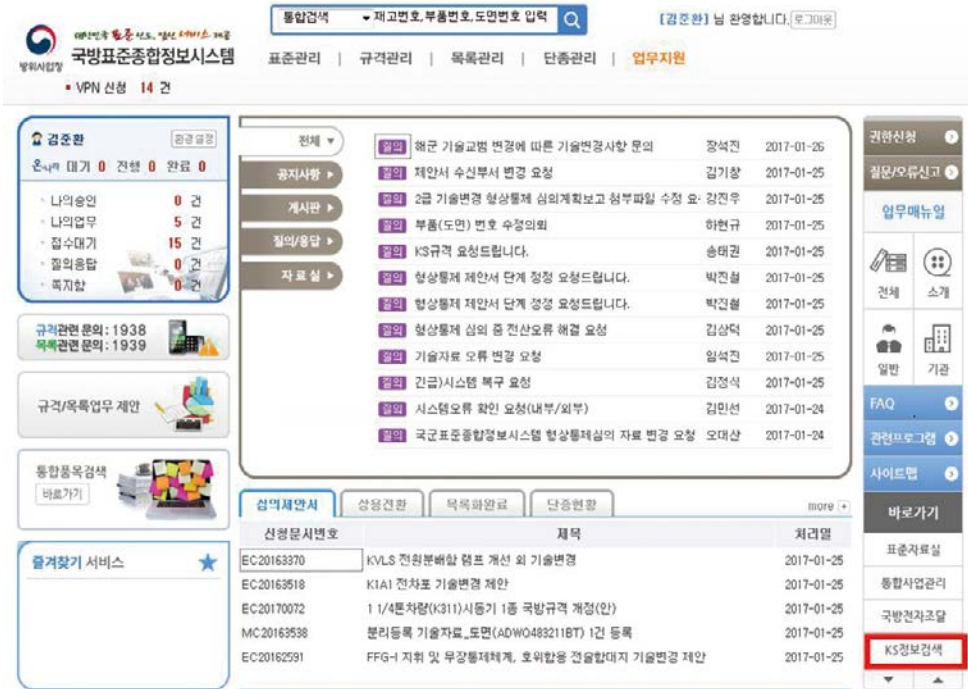 통합검색 재고번호,부품번호,도면번호 입력
[김준환] 님 환영합니다. 로그아웃
방위사업청
국방표준종합정보시스템
표준관리 | 규격관리 | 목록관리 | 단종관리 | 업무지원
VPN 신청 14 건
김준환 환경설정
온나라 대기 0 진행 0 완료 0
나의승인 0 건
나의업무 5 건
접수대기 15 건
질의응답 0 건
쪽지함 0 건
규격관련 문의 : 1938
목록관련 문의 : 1939
규격/목록업무 제안
통합품목검색
바로가기
즐겨찾기 서비스
전체
공지사항
게시판
질의/응답
자료실
질의 해군 기술교범 변경에 따른 기술변경사항 문의 장석진 2017-01-26
질의 제안서 수신부서 변경 요청 김기창 2017-01-25
질의 2급 기술변경 형상통제 심의계획보고 첨부파일 수정 요· 강진우 2017-01-25
질의 부품(도면) 번호 수정의뢰 하현규 2017-01-25
질의 KS규격 요청드립니다. 송태권 2017-01-25
질의 형상통제 제안서 단계 정정 요청드립니다. 박진철 2017-01-25
질의 형상통제 제안서 단계 정정 요청드립니다. 박진철 2017-01-25
질의 형상통제 심의 중 전산오류 해결 요청 김상덕 2017-01-25
질의 기술자료 오류 변경 요청 임석진 2017-01-25
질의 긴급)시스템 복구 요청 김정식 2017-01-25
질의 시스템오류 확인 요청(내부/외부) 김민선 2017-01-24
질의 국군표준종합정보시스템 형상통제심의 자료 변경 요청 오대산 2017-01-24
심의제안서 상용전환 목록화완료 단종현황 more +
신청문서번호 제목 처리일
EC20163370 KVLS 전원분배함 램프 개선 외 기술변경 2017-01-25
EC20163518 K1A1 전차포 기술변경 제안 2017-01-25
EC20170072 1 1/4톤차량(K311)시동기 1종 국방규격 개정(안) 2017-01-25
MC20163538 분리등록 기술자료_도면(ADWO483211BT) 1건 등록 2017-01-25
EC20162591 FFG-I 지휘 및 무장통제체계, 호위함용 전술함대지 기술변경 제안 2017-01-25
권한신청
질문/오류신고
업무매뉴얼
전체 소개
일반 기관
FAQ
관련프로그램
사이트맵
바로가기
표준자료실
통합사업관리
국방전자조달
KS정보검색